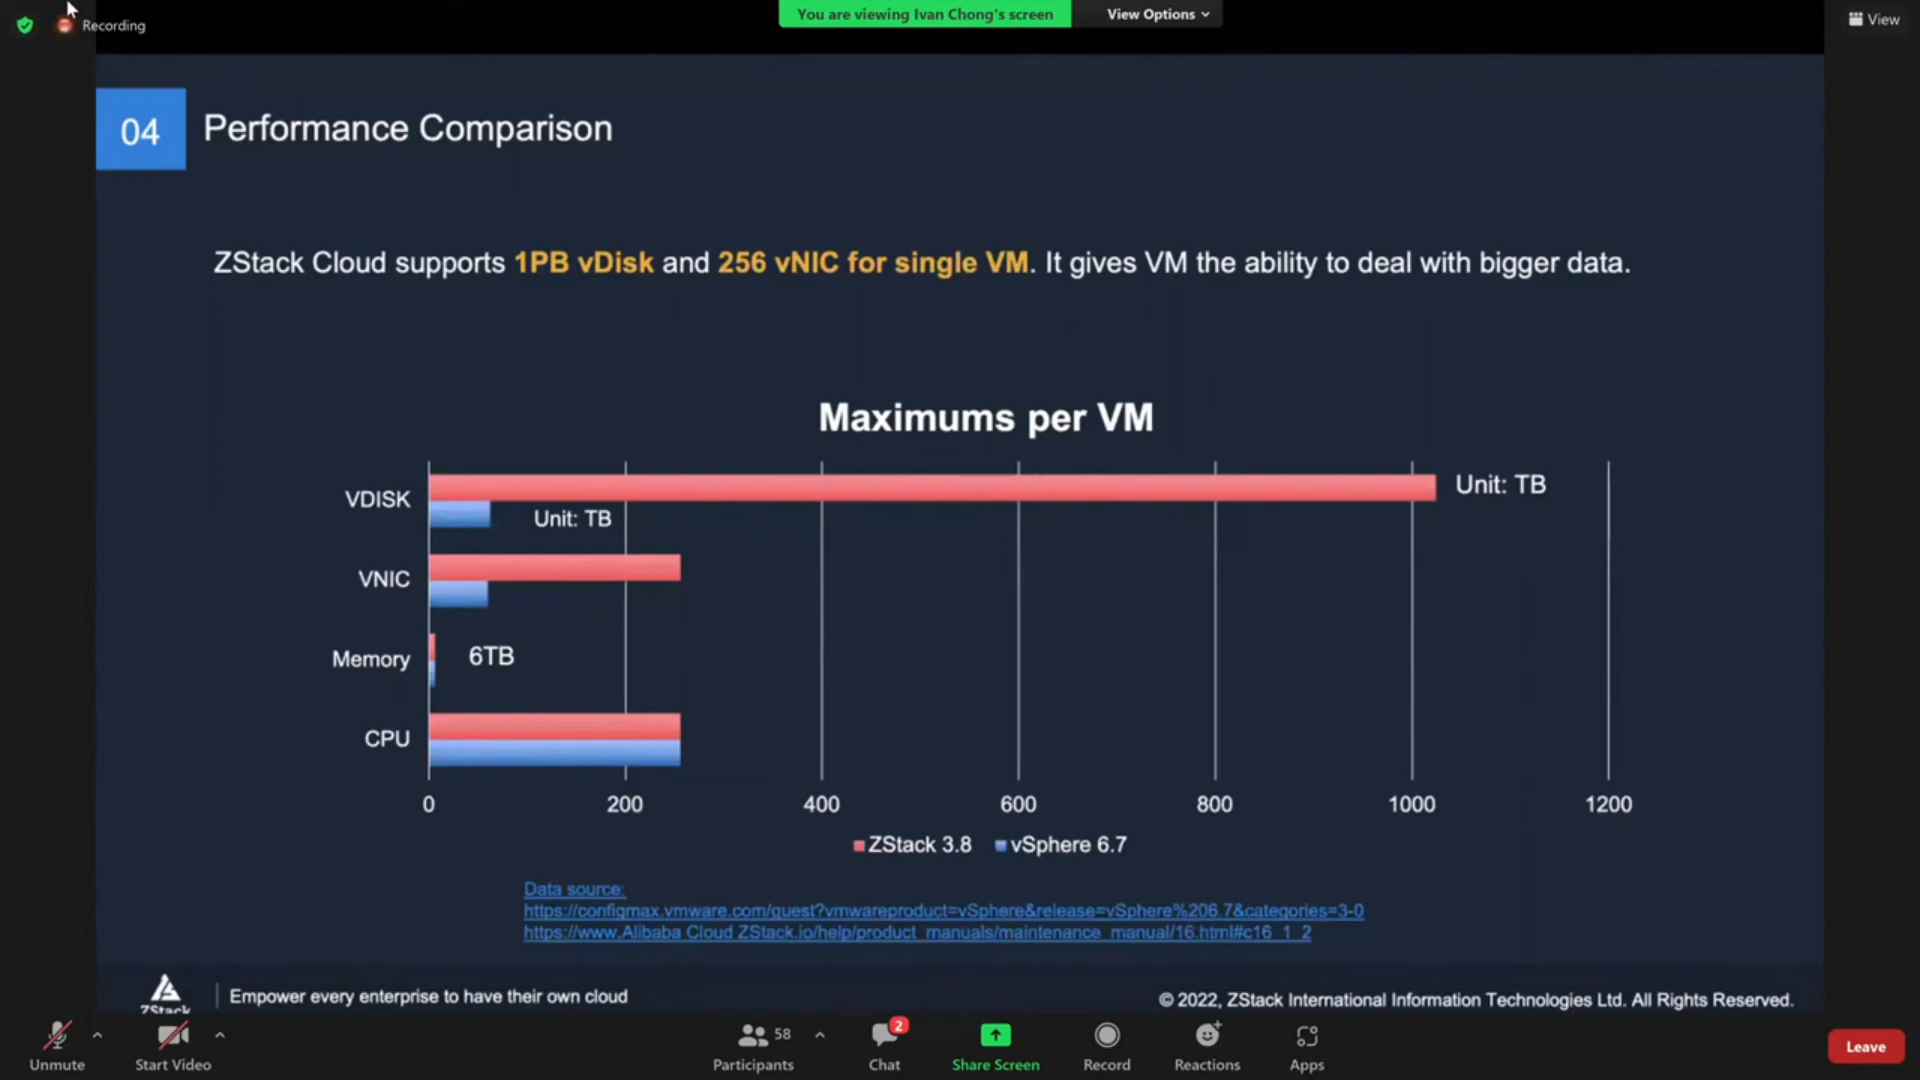 Recording
You are viewing Ivan Chong's screen
View Options
View
04
Performance Comparison
ZStack Cloud supports 1PB vDisk and 256 vNIC for single VM. It gives VM the ability to deal with bigger data.
Maximums per VM
VDISK
Unit: TB
Unit: TB
VNIC
Memory
6TB
CPU
0 200 400 600 800 1000 1200
ZStack 3.8 vSphere 6.7
Data source:
https://configmax.vmware.com/guest?vmwareproduct=vSphere&release=vSphere%206.7&categories=3-0
https://www.Alibaba Cloud ZStack.io/help/product_manuals/maintenance_manual/16.html#c16_1_2
ZStack
Empower every enterprise to have their own cloud
© 2022, ZStack International Information Technologies Ltd. All Rights Reserved.
Unmute
Start Video
58
Participants
2
Chat
Share Screen
Record
Reactions
Apps
Leave